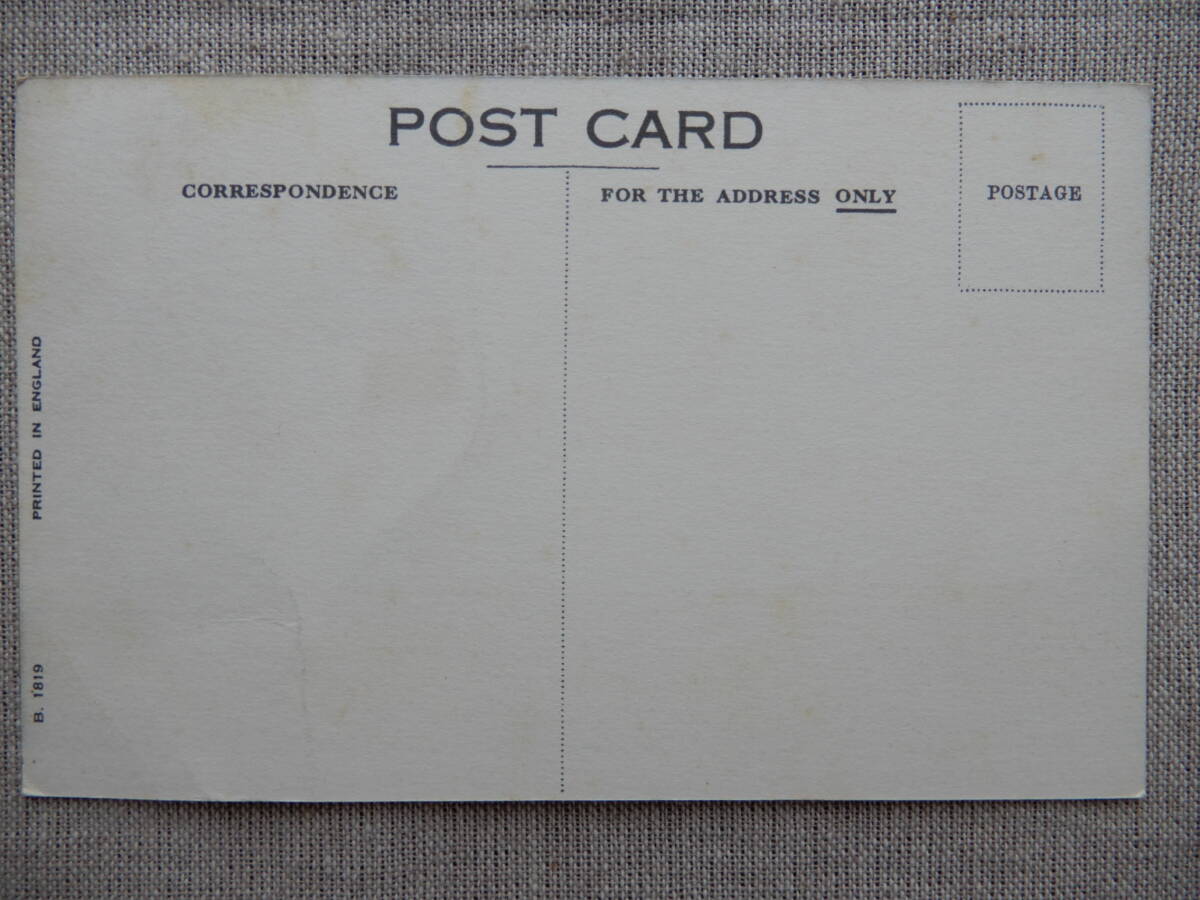 POST CARD
CORRESPONDENCE
FOR THE ADDRESS ONLY
POSTAGE
PRINTED IN ENGLAND
B. 1819